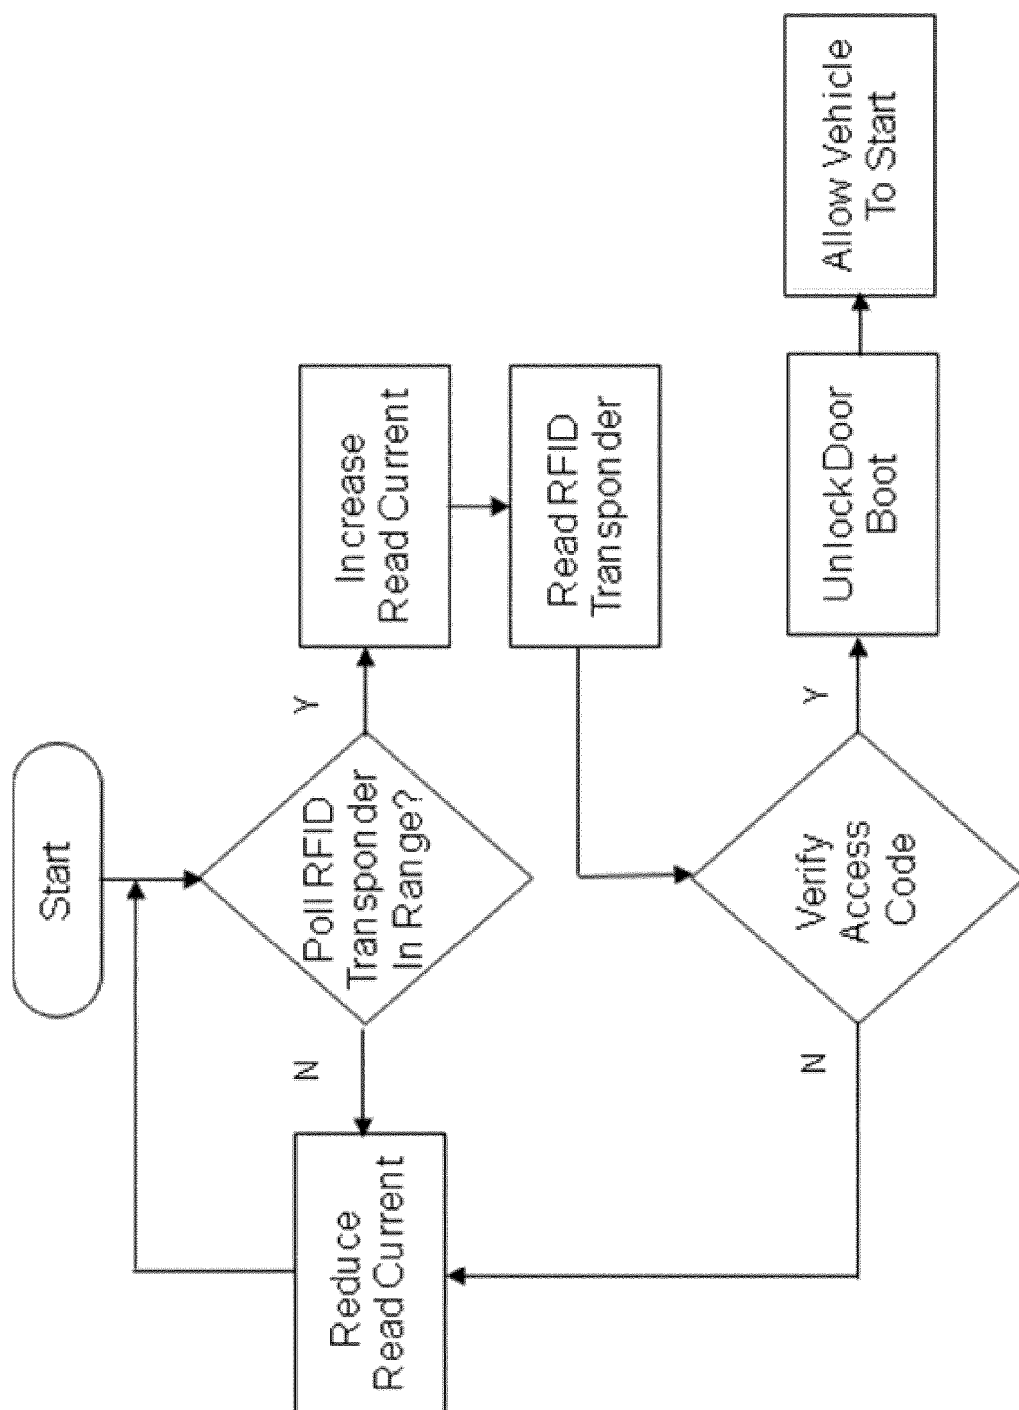 Start
Poll RFID
Transponder
In Range?
Y
N
Increase
Read Current
Read RFID
Transponder
Reduce
Read Current
Verify
Access
Code
Y
N
Unlock Door
Boot
Allow Vehicle
To Start